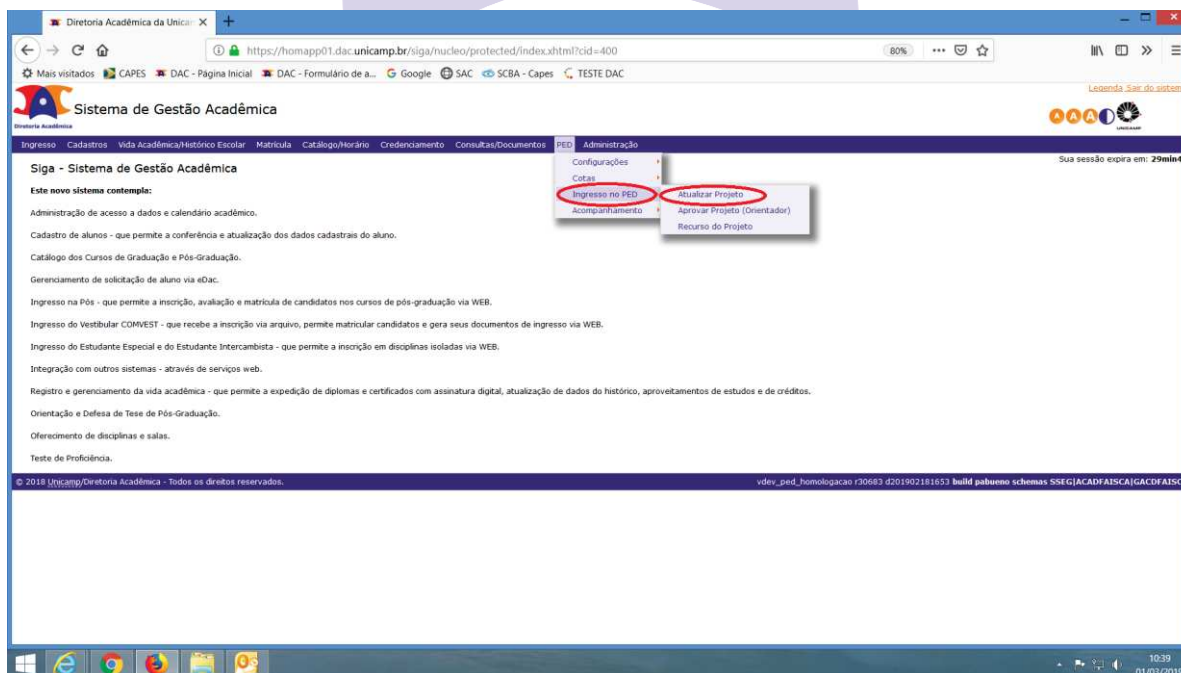 Diretoria Acadêmica da Unica
https://homapp01.dac.unicamp.br/siga/nucleo/protected/index.xhtml?cid=400
80%
Mais visitados CAPES DAC - Página Inicial DAC - Formulário de a... Google SAC SCBA - Capes TESTE DAC
Legenda Sair do sistem
Sistema de Gestão Acadêmica
Diretoria Acadêmica
A A A
UNICAMP
Ingresso Cadastros Vida Acadêmica/Histórico Escolar Matrícula Catálogo/Horário Credenciamento Consultas/Documentos PED Administração
Sua sessão expira em: 29min4
Configurações
Cotas
Ingresso no PED
Acompanhamento
Atualizar Projeto
Aprovar Projeto (Orientador)
Recurso do Projeto
Siga - Sistema de Gestão Acadêmica
Este novo sistema contempla:
Administração de acesso a dados e calendário acadêmico.
Cadastro de alunos - que permite a conferência e atualização dos dados cadastrais do aluno.
Catálogo dos Cursos de Graduação e Pós-Graduação.
Gerenciamento de solicitação de aluno via eDac.
Ingresso na Pós - que permite a inscrição, avaliação e matrícula de candidatos nos cursos de pós-graduação via WEB.
Ingresso do Vestibular COMVEST - que recebe a inscrição via arquivo, permite matricular candidatos e gera seus documentos de ingresso via WEB.
Ingresso do Estudante Especial e do Estudante Intercambista - que permite a inscrição em disciplinas isoladas via WEB.
Integração com outros sistemas - através de serviços web.
Registro e gerenciamento da vida acadêmica - que permite a expedição de diplomas e certificados com assinatura digital, atualização de dados do histórico, aproveitamentos de estudos e de créditos.
Orientação e Defesa de Tese de Pós-Graduação.
Oferecimento de disciplinas e salas.
Teste de Proficiência.
© 2018 Unicamp/Diretoria Acadêmica - Todos os direitos reservados.
vdev_ped_homologacao r30683 d201902181653 build pabueno schemas SSEG|ACADFAISCA|GACDFAISC
10:39
01/03/2019